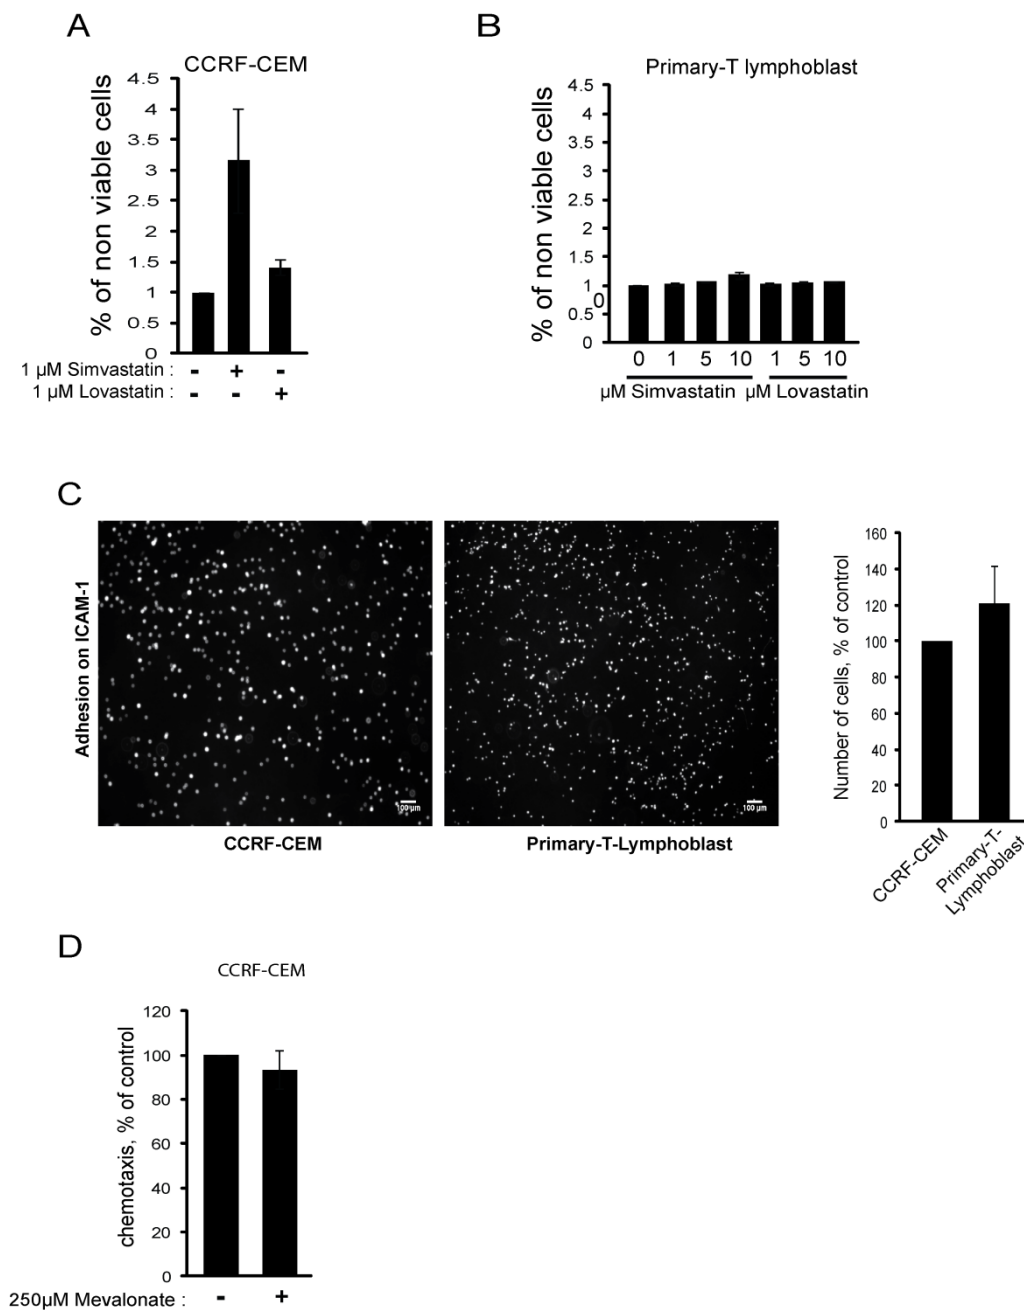 A
CCRF-CEM
% of non viable cells
4.5
4
3.5
3
2.5
2
1.5
1
0.5
0
1 µM Simvastatin : - + -
1 µM Lovastatin : - - +
B
Primary-T lymphoblast
% of non viable cells
4.5
4
3.5
3
2.5
2
1.5
1
0
0.5
0
0 1 5 10 1 5 10
µM Simvastatin µM Lovastatin
C
Adhesion on ICAM-1
100 µm
100 µm
CCRF-CEM
Primary-T-Lymphoblast
Number of cells, % of control
160
140
120
100
80
60
40
20
0
CCRF-CEM
Primary-T-
Lymphoblast
D
CCRF-CEM
chemotaxis, % of control
120
100
80
60
40
20
0
250µM Mevalonate : - +